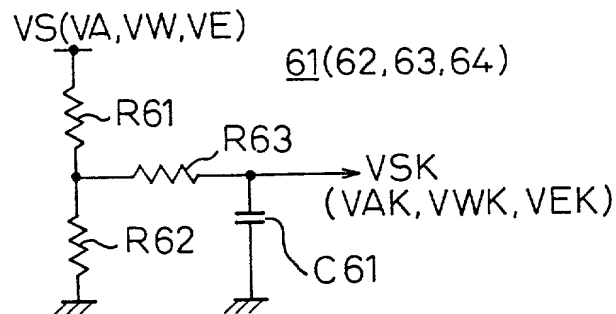 VS(VA,VW,VE)
61(62,63,64)
R61
R63
VSK
(VAK,VWK,VEK)
R62
C61